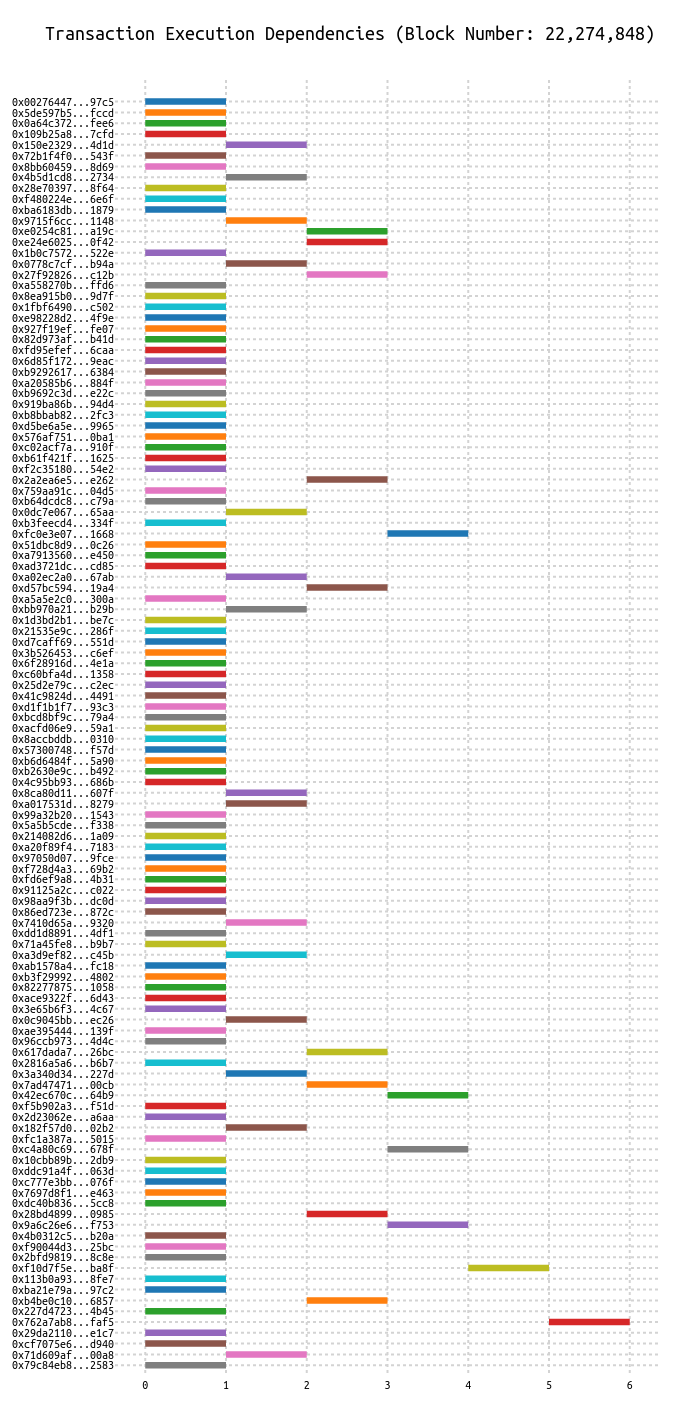 Transaction Execution Dependencies (Block Number: 22,274,848)
0x00276447...97c5
0x5de597b5...fccd
0x0a64c372...fee6
0x109b25a8...7cfd
0x150e2329...4d1d
0x72b1f4f0...543f
0x8bb60459...8d69
0x4b5d1cd8...2734
0x28e70397...8f64
0xf480224e...6e6f
0xba6183db...1879
0x9715f6cc...1148
0xe0254c81...a19c
0xe24e6025...0f42
0x1b0c7572...522e
0x0778c7cf...b94a
0x27f92826...c12b
0xa558270b...ffd6
0x8ea915b0...9d7f
0x1fbf6490...c502
0xe98228d2...4f9e
0x927f19ef...fe07
0x82d973af...b41d
0xfd95efef...6caa
0x6d85f172...9eac
0xb9292617...6384
0xa20585b6...884f
0xb9692c3d...e22c
0x919ba86b...94d4
0xb8bbab82...2fc3
0xd5be6a5e...9965
0x576af751...0ba1
0xc02acf7a...910f
0xb61f421f...1625
0xf2c35180...54e2
0x2a2ea6e5...e262
0x759aa91c...04d5
0xb64dcdc8...c79a
0x0dc7e067...65aa
0xb3feecd4...334f
0xfc0e3e07...1668
0x51dbc8d9...0c26
0xa7913560...e450
0xad3721dc...cd85
0xa02ec2a0...67ab
0xd57bc594...19a4
0xa5a5e2c0...300a
0xbb970a21...b29b
0x1d3bd2b1...be7c
0x21535e9c...286f
0xd7caff69...551d
0x3b526453...c6ef
0x6f28916d...4e1a
0xc60bfa4d...1358
0x25d2e79c...c2ec
0x41c9824d...4491
0xd1f1b1f7...93c3
0xbcd8bf9c...79a4
0xacfd06e9...59a1
0x8accbddb...0310
0x57300748...f57d
0xb6d6484f...5a90
0xb2630e9c...b492
0x4c95bb93...686b
0x8ca80d11...607f
0xa017531d...8279
0x99a32b20...1543
0x5a5b5cde...f338
0x214082d6...1a09
0xa20f89f4...7183
0x97050d07...9fce
0xf728d4a3...69b2
0xfd6ef9a8...4b31
0x91125a2c...c022
0x98aa9f3b...dc0d
0x86ed723e...872c
0x7410d65a...9320
0xdd1d8891...4df1
0x71a45fe8...b9b7
0xa3d9ef82...c45b
0xab1578a4...fc18
0xb3f29992...4802
0x82277875...1058
0xace9322f...6d43
0x3e65b6f3...4c67
0x0c9045bb...ec26
0xae395444...139f
0x96ccb973...4d4c
0x617dada7...26bc
0x2816a5a6...b6b7
0x3a340d34...227d
0x7ad47471...00cb
0x42ec670c...64b9
0xf5b902a3...f51d
0x2d23062e...a6aa
0x182f57d0...02b2
0xfc1a387a...5015
0xc4a80c69...678f
0x10cbb89b...2db9
0xddc91a4f...063d
0xc777e3bb...076f
0x7697d8f1...e463
0xdc40b836...5cc8
0x28bd4899...0985
0x9a6c26e6...f753
0x4b0312c5...b20a
0xf90044d3...25bc
0x2bfd9819...8c8e
0xf10d7f5e...ba8f
0x113b0a93...8fe7
0xba21e79a...97c2
0xb4be0c10...6857
0x227d4723...4b45
0x762a7ab8...faf5
0x29da2110...e1c7
0xcf7075e6...d940
0x71d609af...00a8
0x79c84eb8...2583
0 1 2 3 4 5 6